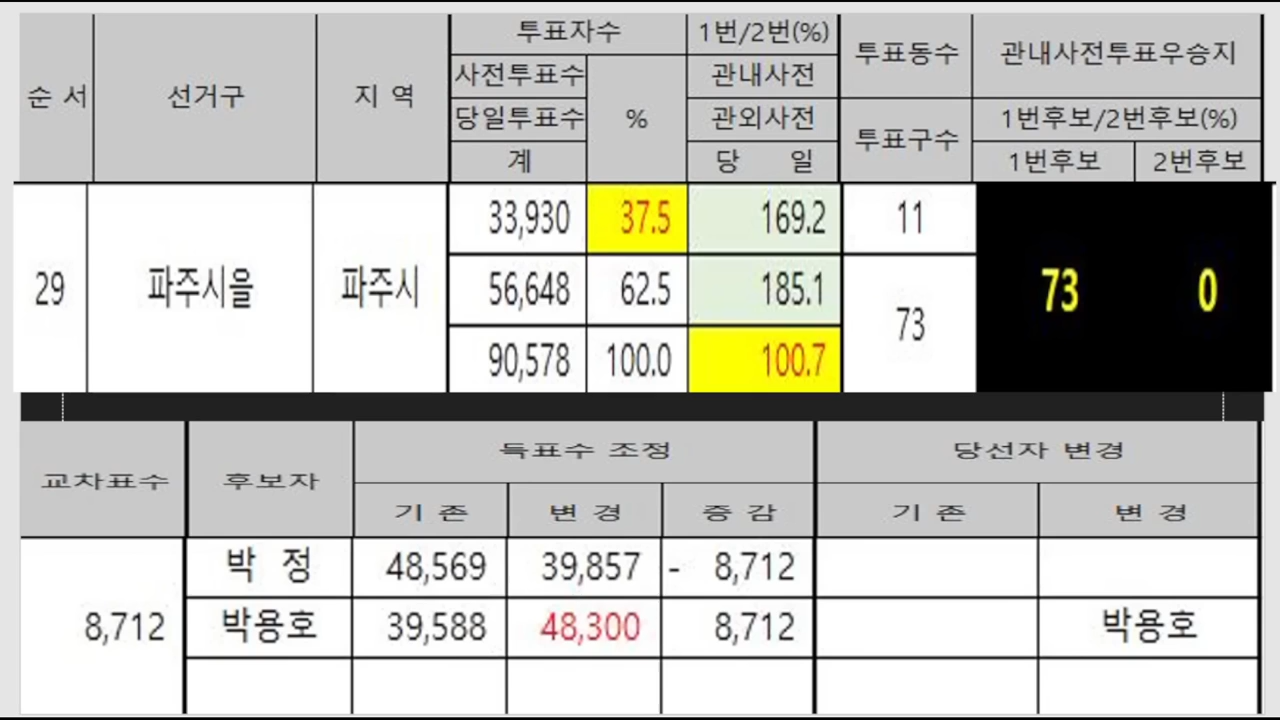 순 서 선거구 지 역 투표자수 1번/2번(%) 투표동수 관내사전투표우승지
사전투표수 % 관내사전
당일투표수 관외사전 투표구수 1번후보/2번후보(%)
계 당 일 1번후보 2번후보
29 파주시을 파주시 33,930 37.5 169.2 11 73 0
56,648 62.5 185.1 73
90,578 100.0 100.7
교차표수 후보자 득표수 조정 당선자 변경
기 존 변 경 증 감 기 존 변 경
8,712 박 정 48,569 39,857 - 8,712
박용호 39,588 48,300 8,712 박용호